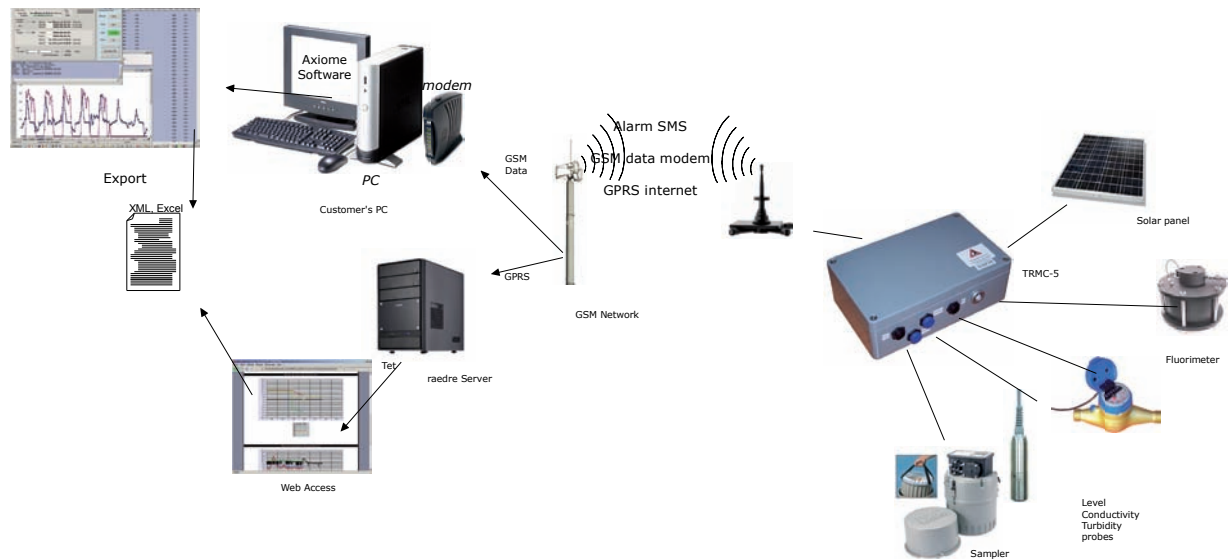 Axiome
Software
modem
PC
Customer's PC
Export
XML, Excel
GSM
Data
GPRS
Alarm SMS
GSM data modem
GPRS internet
GSM Network
Tet
raedre Server
Web Access
Solar panel
TRMC-5
Fluorimeter
Level
Conductivity
Turbidity
probes
Sampler